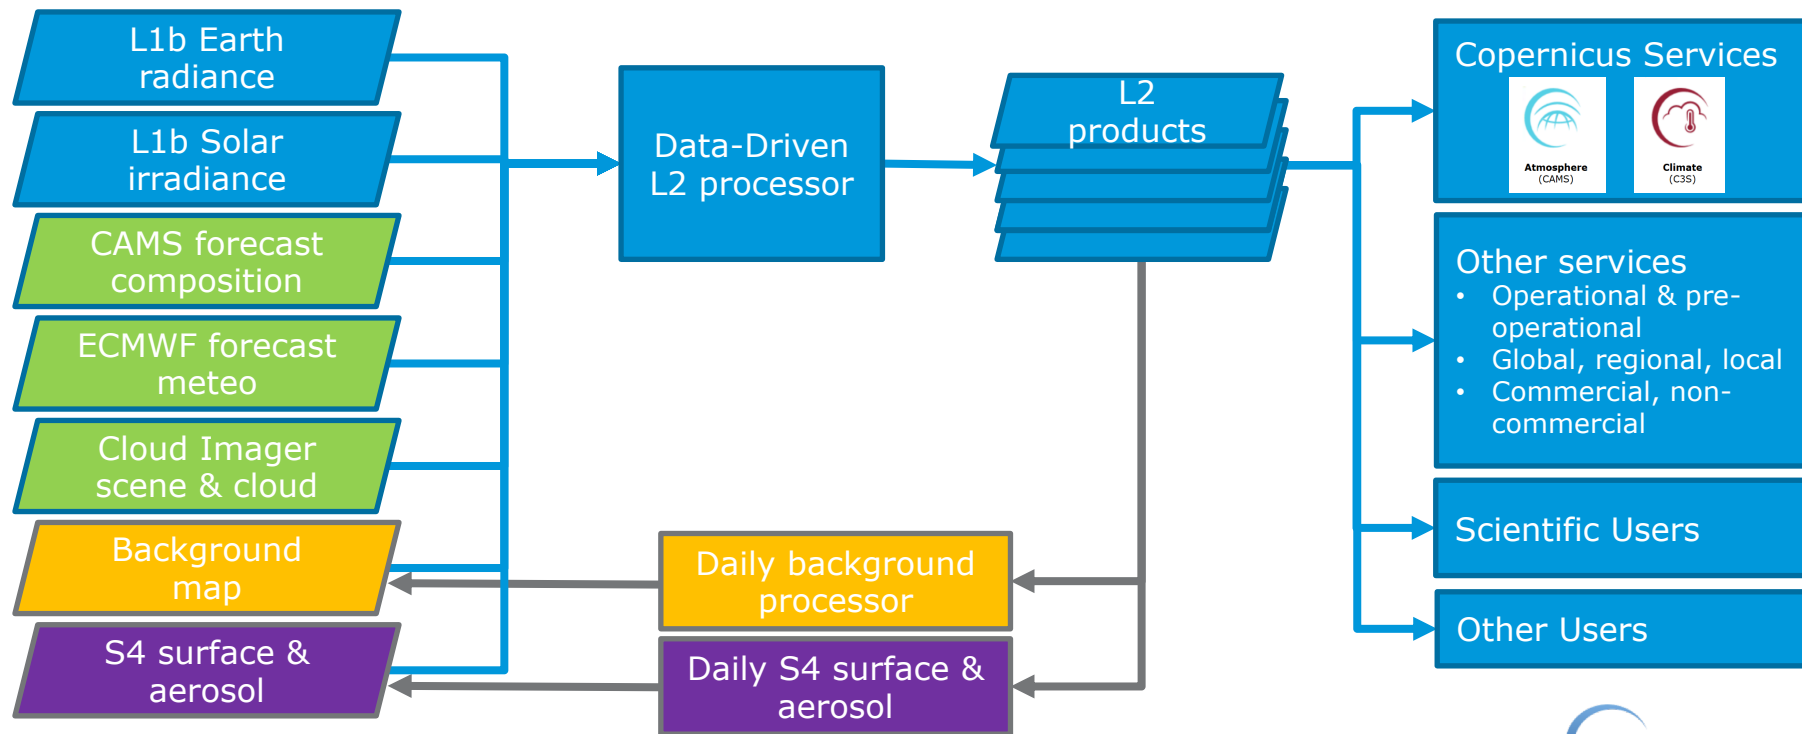 L1b Earth
radiance
L1b Solar
irradiance
CAMS forecast
composition
ECMWF forecast
meteo
Cloud Imager
scene & cloud
Background
map
S4 surface &
aerosol
Data-Driven
L2 processor
Daily background
processor
Daily S4 surface &
aerosol
L2
products
Copernicus Services
Atmosphere
(CAMS)
Climate
(C3S)
Other services
• Operational & pre-
operational
• Global, regional, local
• Commercial, non-
commercial
Scientific Users
Other Users